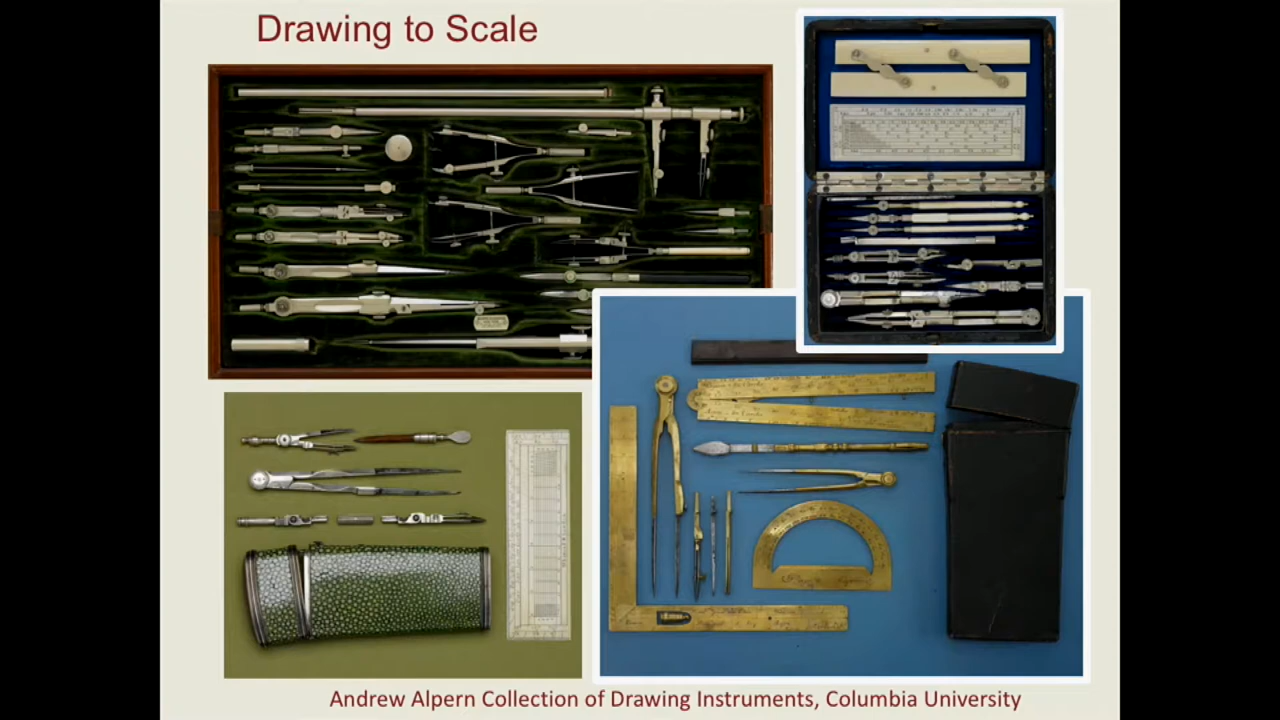 Drawing to Scale
Andrew Alpern Collection of Drawing Instruments, Columbia University